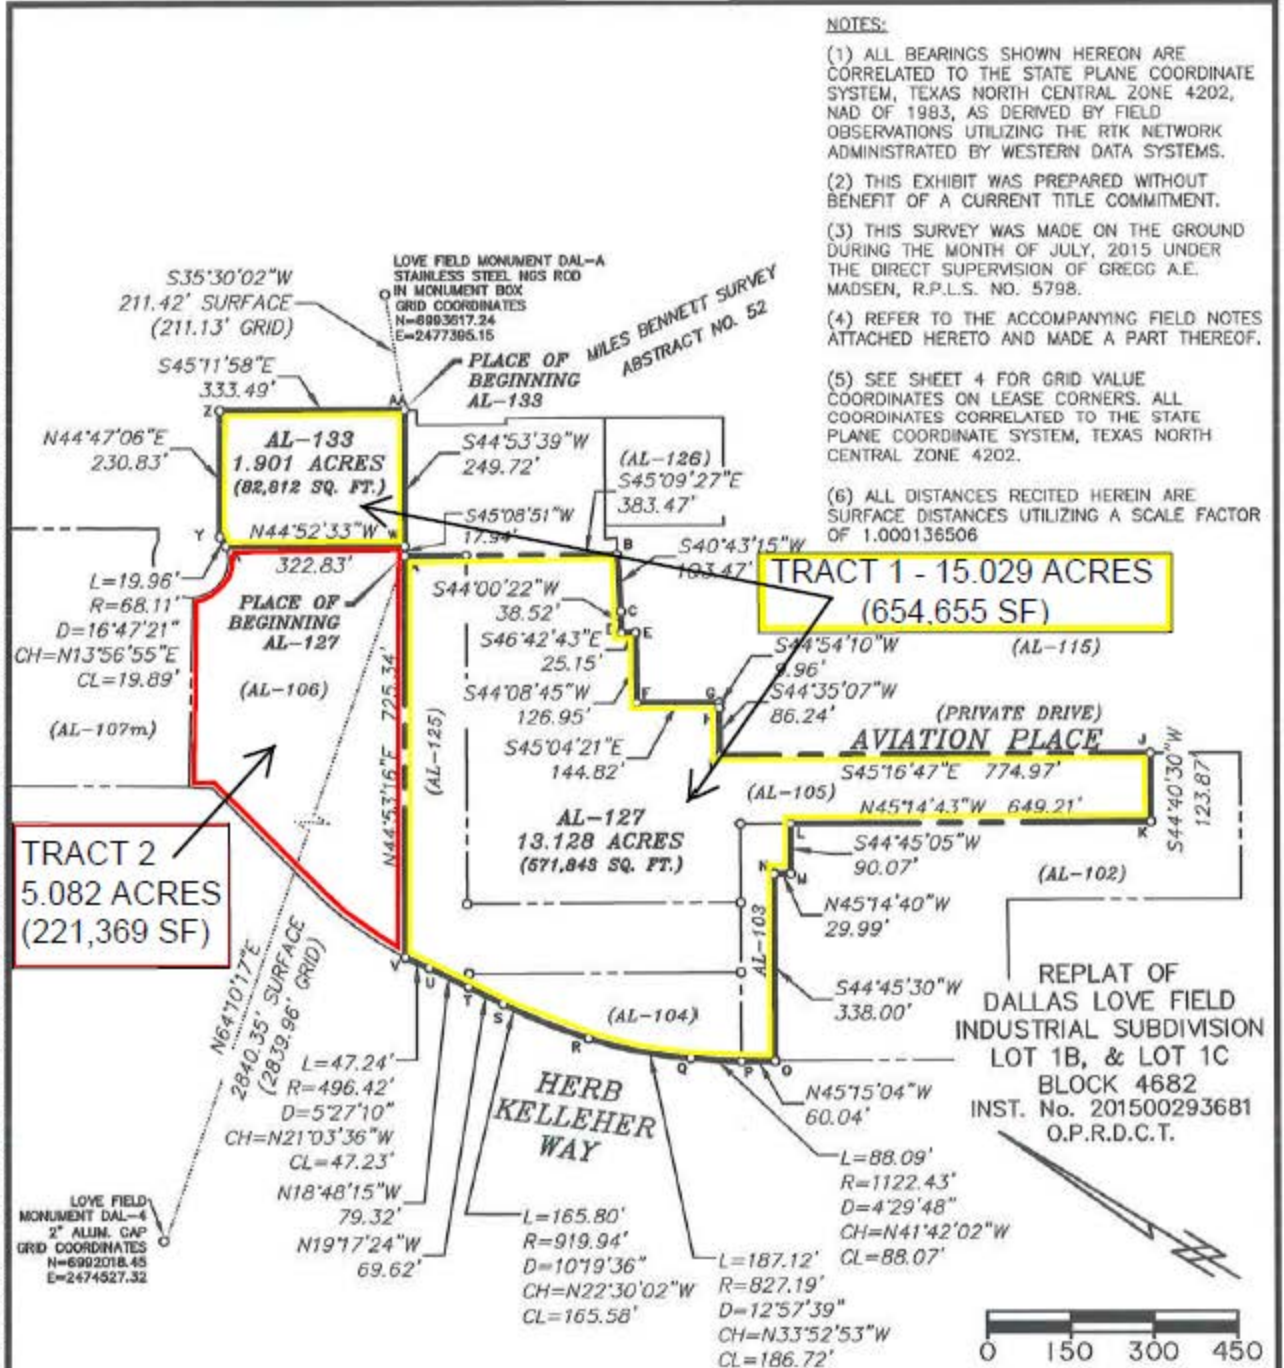 NOTES:
(1) ALL BEARINGS SHOWN HEREON ARE
CORRELATED TO THE STATE PLANE COORDINATE
SYSTEM, TEXAS NORTH CENTRAL ZONE 4202,
NAD OF 1983, AS DERIVED BY FIELD
OBSERVATIONS UTILIZING THE RTK NETWORK
ADMINISTRATED BY WESTERN DATA SYSTEMS.
(2) THIS EXHIBIT WAS PREPARED WITHOUT
BENEFIT OF A CURRENT TITLE COMMITMENT.
(3) THIS SURVEY WAS MADE ON THE GROUND
DURING THE MONTH OF JULY, 2015 UNDER
THE DIRECT SUPERVISION OF GREGG A.E.
MADSEN, R.P.L.S. NO. 5798.
(4) REFER TO THE ACCOMPANYING FIELD NOTES
ATTACHED HERETO AND MADE A PART THEREOF.
(5) SEE SHEET 4 FOR GRID VALUE
COORDINATES ON LEASE CORNERS. ALL
COORDINATES CORRELATED TO THE STATE
PLANE COORDINATE SYSTEM, TEXAS NORTH
CENTRAL ZONE 4202.
(6) ALL DISTANCES RECITED HEREIN ARE
SURFACE DISTANCES UTILIZING A SCALE FACTOR
OF 1.000136506
S35°30'02"W
211.42' SURFACE
(211.13' GRID)
LOVE FIELD MONUMENT DAL-A
STAINLESS STEEL NGS ROD
IN MONUMENT BOX
GRID COORDINATES
N=6993617.24
E=2477395.15
MILES BENNETT SURVEY
ABSTRACT NO. 52
PLACE OF
BEGINNING
AL-133
S45°11'58"E
333.49'
Z
AA
N44°47'06"E
230.83'
AL-133
1.901 ACRES
(82,812 SQ. FT.)
S44°53'39"W
249.72'
(AL-126)
S45°09'27"E
383.47'
Y
N44°52'33"W
322.83'
W
S45°08'51"W
17.94'
A
B
S40°43'15"W
103.47'
TRACT 1 - 15.029 ACRES
(654,655 SF)
L=19.96'
R=68.11'
D=16°47'21"
CH=N13°56'55"E
CL=19.89'
PLACE OF
BEGINNING
AL-127
(AL-106)
(AL-107m)
N44°53'16"E 725.34'
(AL-125)
S44°00'22"W
38.52'
C
D
E
S46°42'43"E
25.15'
S44°08'45"W
126.95'
F
G
H
S45°04'21"E
144.82'
S44°54'10"W
9.96'
S44°35'07"W
86.24'
(AL-115)
(PRIVATE DRIVE)
AVIATION PLACE
J
S45°16'47"E 774.97'
(AL-105)
N45°14'43"W 649.21'
K
S44°40'30"W
123.87'
AL-127
13.128 ACRES
(571,843 SQ. FT.)
L
S44°45'05"W
90.07'
N
M
(AL-102)
N45°14'40"W
29.99'
AL-103
S44°45'30"W
338.00'
TRACT 2
5.082 ACRES
(221,369 SF)
N64°10'17"E
2840.35' SURFACE
(2839.96' GRID)
V
U
T
S
R
Q
P
O
(AL-104)
REPLAT OF
DALLAS LOVE FIELD
INDUSTRIAL SUBDIVISION
LOT 1B, & LOT 1C
BLOCK 4682
INST. No. 201500293681
O.P.R.D.C.T.
HERB
KELLEHER
WAY
N45°15'04"W
60.04'
L=47.24'
R=496.42'
D=5°27'10"
CH=N21°03'36"W
CL=47.23'
N18°48'15"W
79.32'
N19°17'24"W
69.62'
L=165.80'
R=919.94'
D=10°19'36"
CH=N22°30'02"W
CL=165.58'
L=187.12'
R=827.19'
D=12°57'39"
CH=N33°52'53"W
CL=186.72'
L=88.09'
R=1122.43'
D=4°29'48"
CH=N41°42'02"W
CL=88.07'
LOVE FIELD
MONUMENT DAL-4
2" ALUM. CAP
GRID COORDINATES
N=6992018.45
E=2474527.32
0 150 300 450